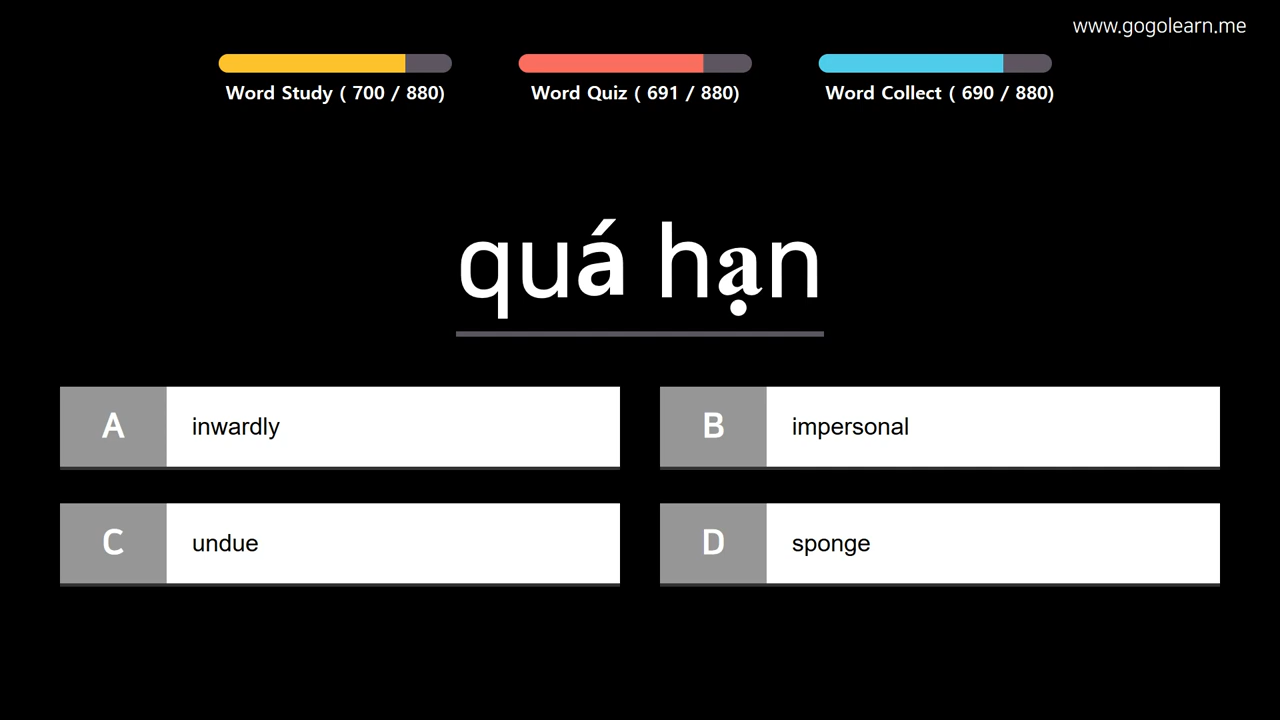 www.gogolearn.me
Word Study ( 700 / 880)
Word Quiz ( 691 / 880)
Word Collect ( 690 / 880)
quá hạn
A inwardly
B impersonal
C undue
D sponge